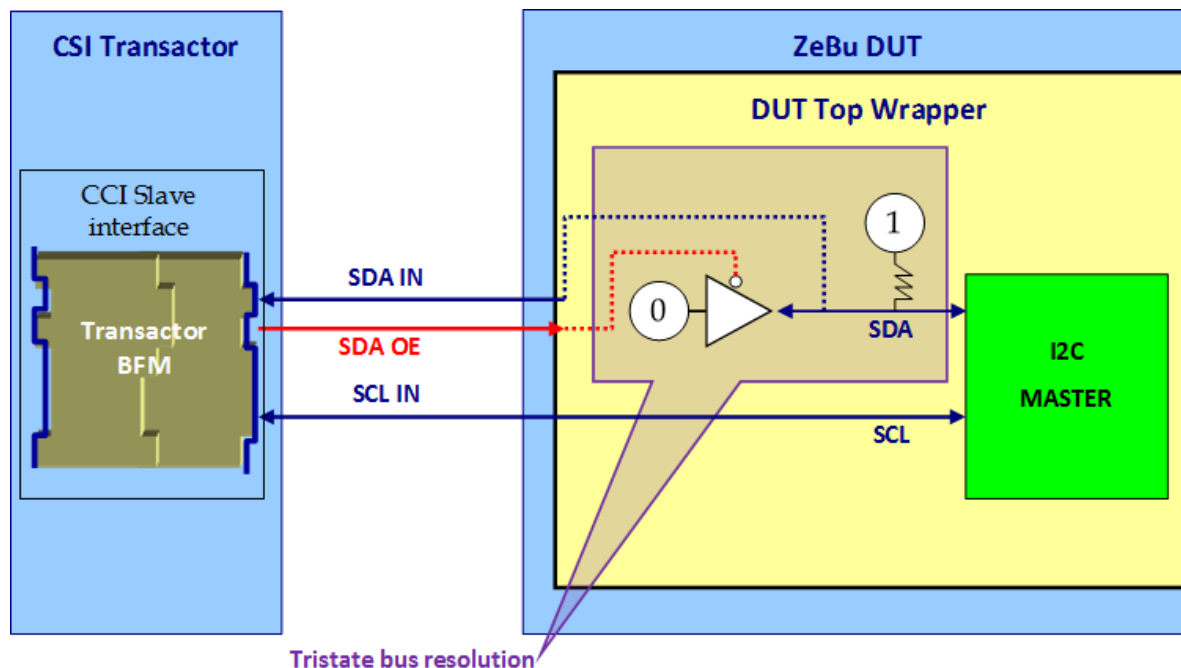 CSI Transactor
ZeBu DUT
DUT Top Wrapper
CCI Slave
interface
1
SDA IN
0
Transactor
BFM
SDA OE
SDA
I2C
MASTER
SCL IN
SCL
Tristate bus resolution